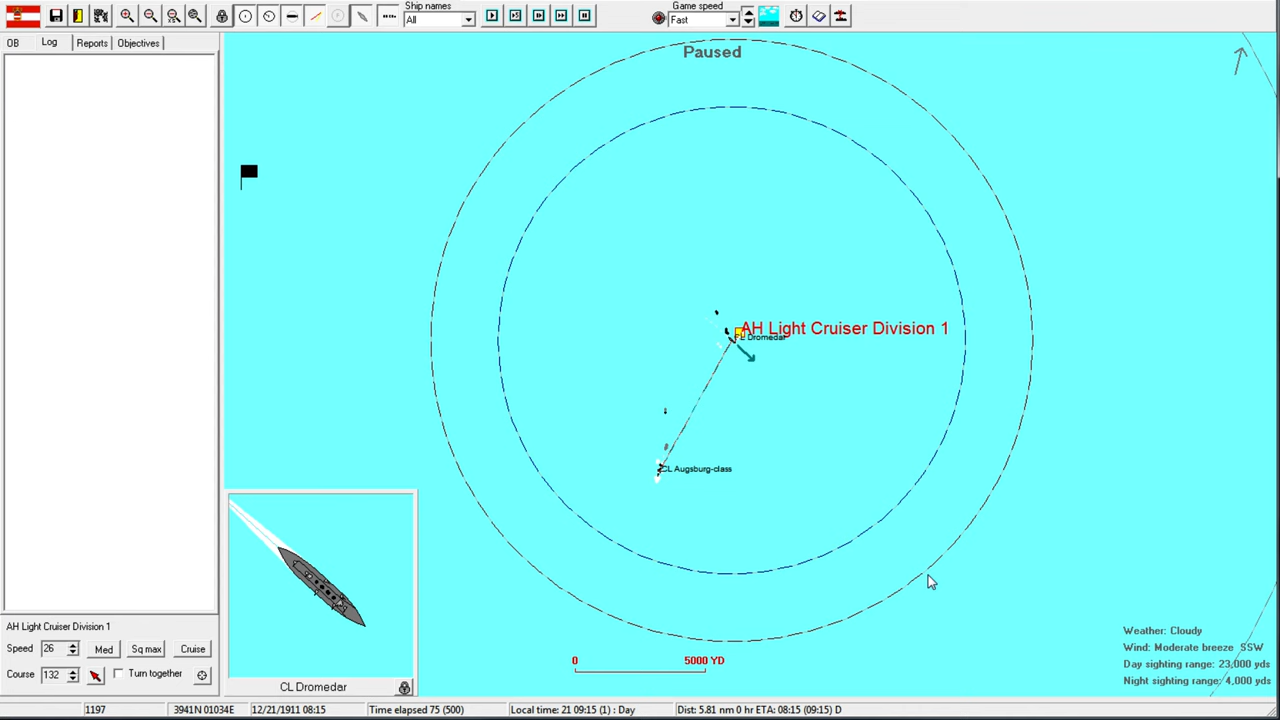 Ship names
All
Game speed
Fast
OB
Log
Reports
Objectives
Paused
AH Light Cruiser Division 1
CL Dromedar
CL Augsburg-class
AH Light Cruiser Division 1
Speed
26
Med
Sq max
Cruise
Course
132
Turn together
CL Dromedar
0
5000 YD
Weather: Cloudy
Wind: Moderate breeze SSW
Day sighting range: 23,000 yds
Night sighting range: 4,000 yds
1197
3941N 01034E
12/21/1911 08:15
Time elapsed 75 (500)
Local time: 21 09:15 (1) : Day
Dist: 5.81 nm 0 hr ETA: 08:15 (09:15) D